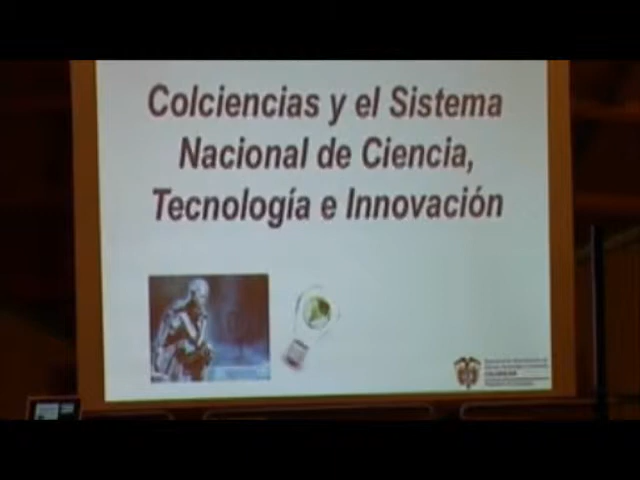 Colciencias y el Sistema
Nacional de Ciencia,
Tecnología e Innovación